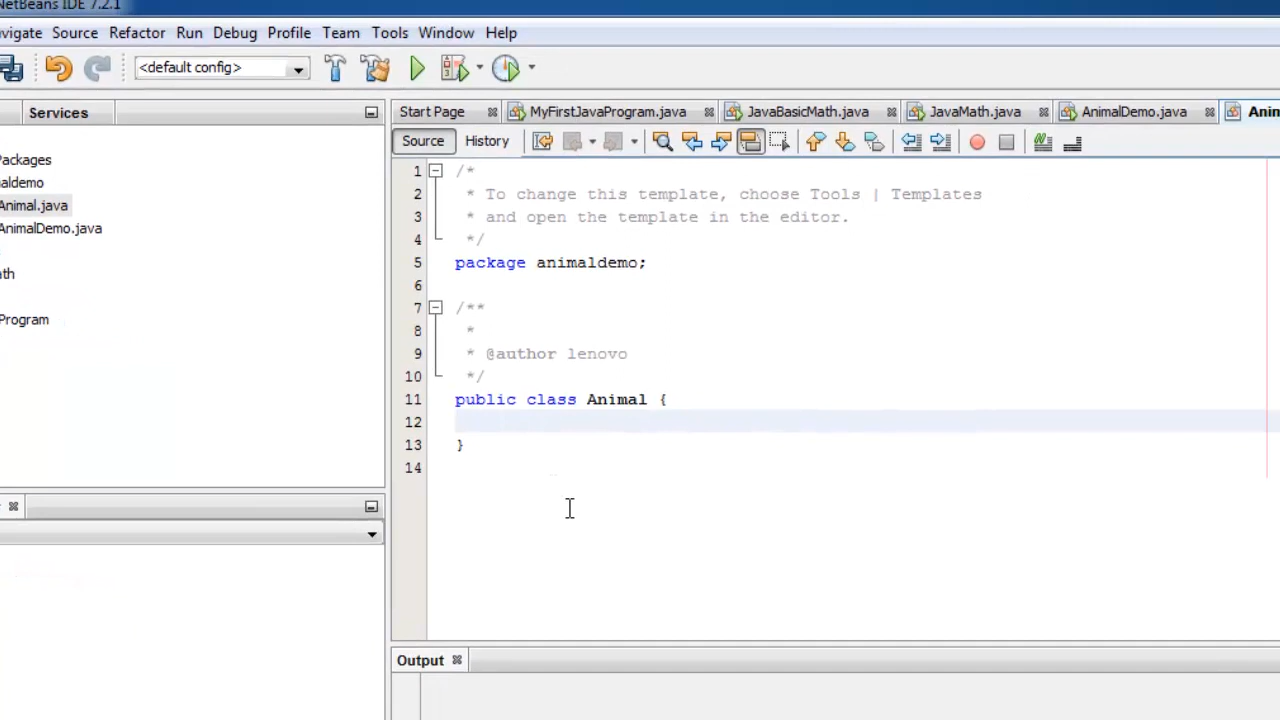 NetBeans IDE 7.2.1
avigate Source Refactor Run Debug Profile Team Tools Window Help
<default config>
Services
Start Page MyFirstJavaProgram.java JavaBasicMath.java JavaMath.java AnimalDemo.java Anim
Source History
Packages
aldemo
Animal.java
AnimalDemo.java
ath
Program
1 /*
2 * To change this template, choose Tools | Templates
3 * and open the template in the editor.
4 */
5 package animaldemo;
6
7 /**
8 *
9 * @author lenovo
10 */
11 public class Animal {
12
13 }
14
Output